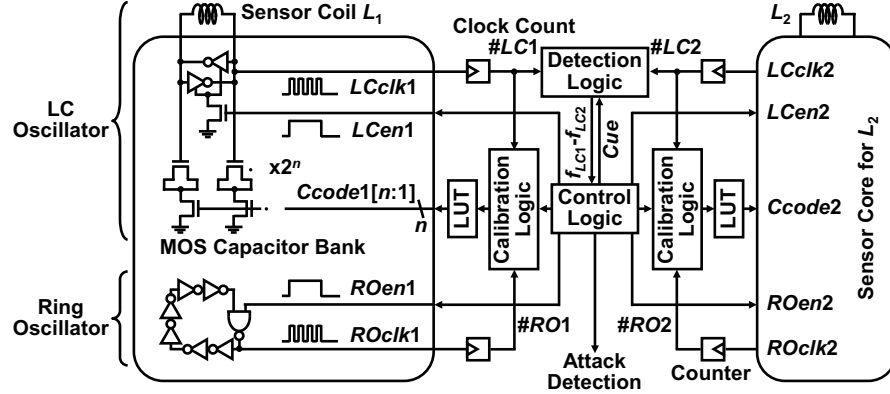 Sensor Coil L1
Clock Count
#LC1
#LC2
L2
LC
Oscillator
LCclk1
LCen1
x2^n
Ccode1[n:1]
n
MOS Capacitor Bank
LUT
Calibration
Logic
Detection
Logic
fLC1-fLC2
Cue
Control
Logic
Calibration
Logic
LUT
LCclk2
LCen2
Ccode2
ROen2
ROclk2
Sensor Core for L2
Ring
Oscillator
ROen1
ROclk1
#RO1
#RO2
Attack
Detection
Counter